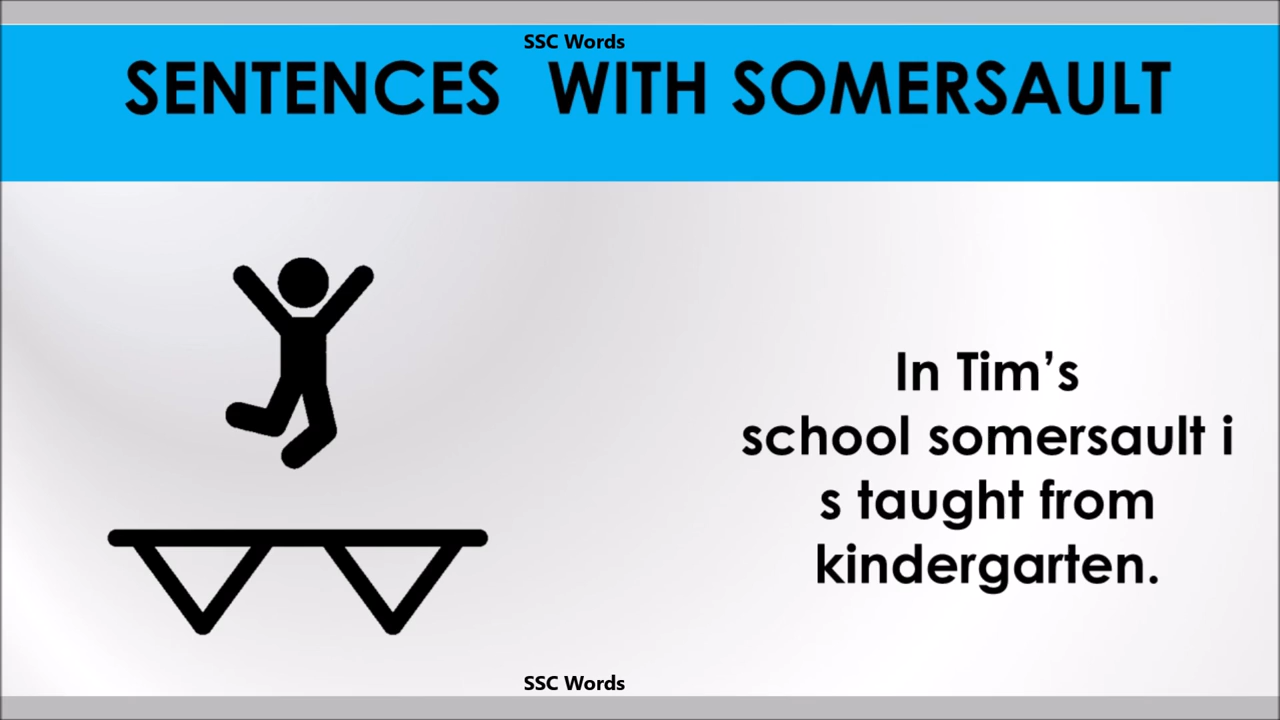 SSC Words
SENTENCES WITH SOMERSAULT
In Tim’s
school somersault i
s taught from
kindergarten.
SSC Words